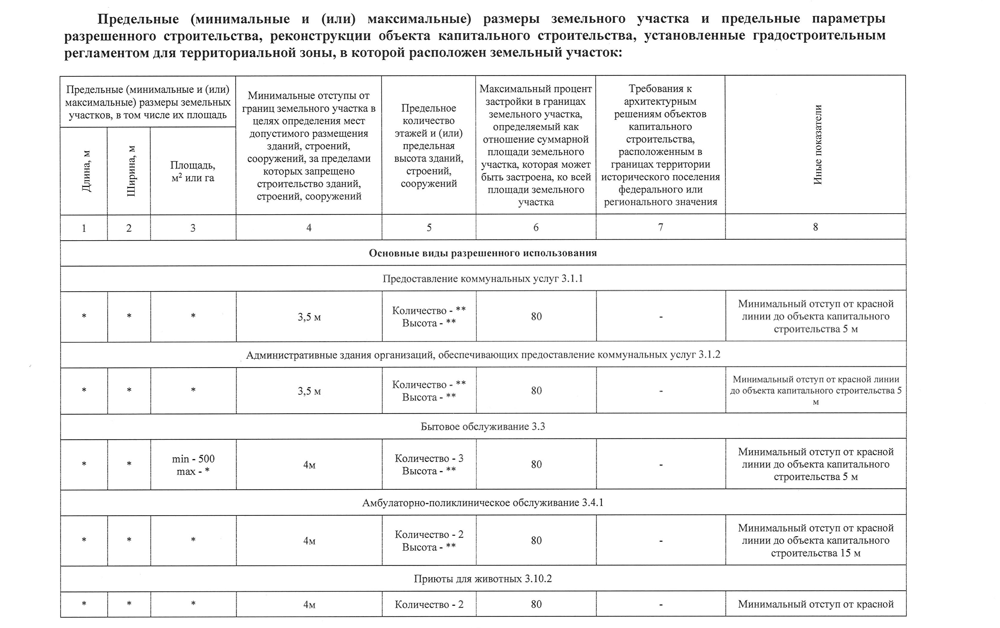 Предельные (минимальные и (или) максимальные) размеры земельного участка и предельные параметры
разрешенного строительства, реконструкции объекта капитального строительства, установленные градостроительным
регламентом для территориальной зоны, в которой расположен земельный участок:
Предельные (минимальные и (или)
максимальные) размеры земельных
участков, в том числе их площадь
Длина, м
Ширина, м
Площадь,
м² или га
Минимальные отступы от
границ земельного участка в
целях определения мест
допустимого размещения
зданий, строений,
сооружений, за пределами
которых запрещено
строительство зданий,
строений, сооружений
Предельное
количество
этажей и (или)
предельная
высота зданий,
строений,
сооружений
Максимальный процент
застройки в границах
земельного участка,
определяемый как
отношение суммарной
площади земельного
участка, которая может
быть застроена, ко всей
площади земельного
участка
Требования к
архитектурным
решениям объектов
капитального
строительства,
расположенным в
границах территории
исторического поселения
федерального или
регионального значения
Иные показатели
1 2 3 4 5 6 7 8
Основные виды разрешенного использования
Предоставление коммунальных услуг 3.1.1
* * * 3,5 м
Количество - **
Высота - **
80 -
Минимальный отступ от красной
линии до объекта капитального
строительства 5 м
Административные здания организаций, обеспечивающих предоставление коммунальных услуг 3.1.2
* * * 3,5 м
Количество - **
Высота - **
80 -
Минимальный отступ от красной линии
до объекта капитального строительства 5
м
Бытовое обслуживание 3.3
* *
min - 500
max - *
4м
Количество - 3
Высота - **
80 -
Минимальный отступ от красной
линии до объекта капитального
строительства 5 м
Амбулаторно-поликлиническое обслуживание 3.4.1
* * * 4м
Количество - 2
Высота - **
80 -
Минимальный отступ от красной
линии до объекта капитального
строительства 15 м
Приюты для животных 3.10.2
* * * 4м Количество - 2 80 - Минимальный отступ от красной